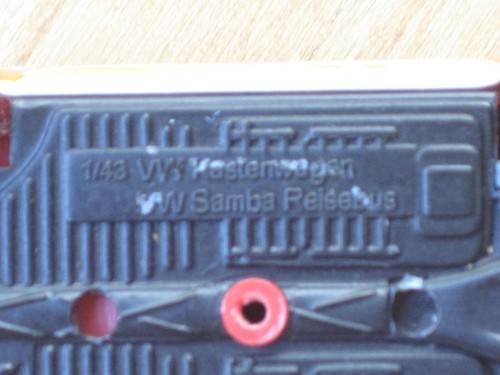 1/43 VW Kastenwagen
VW Samba Reisebus